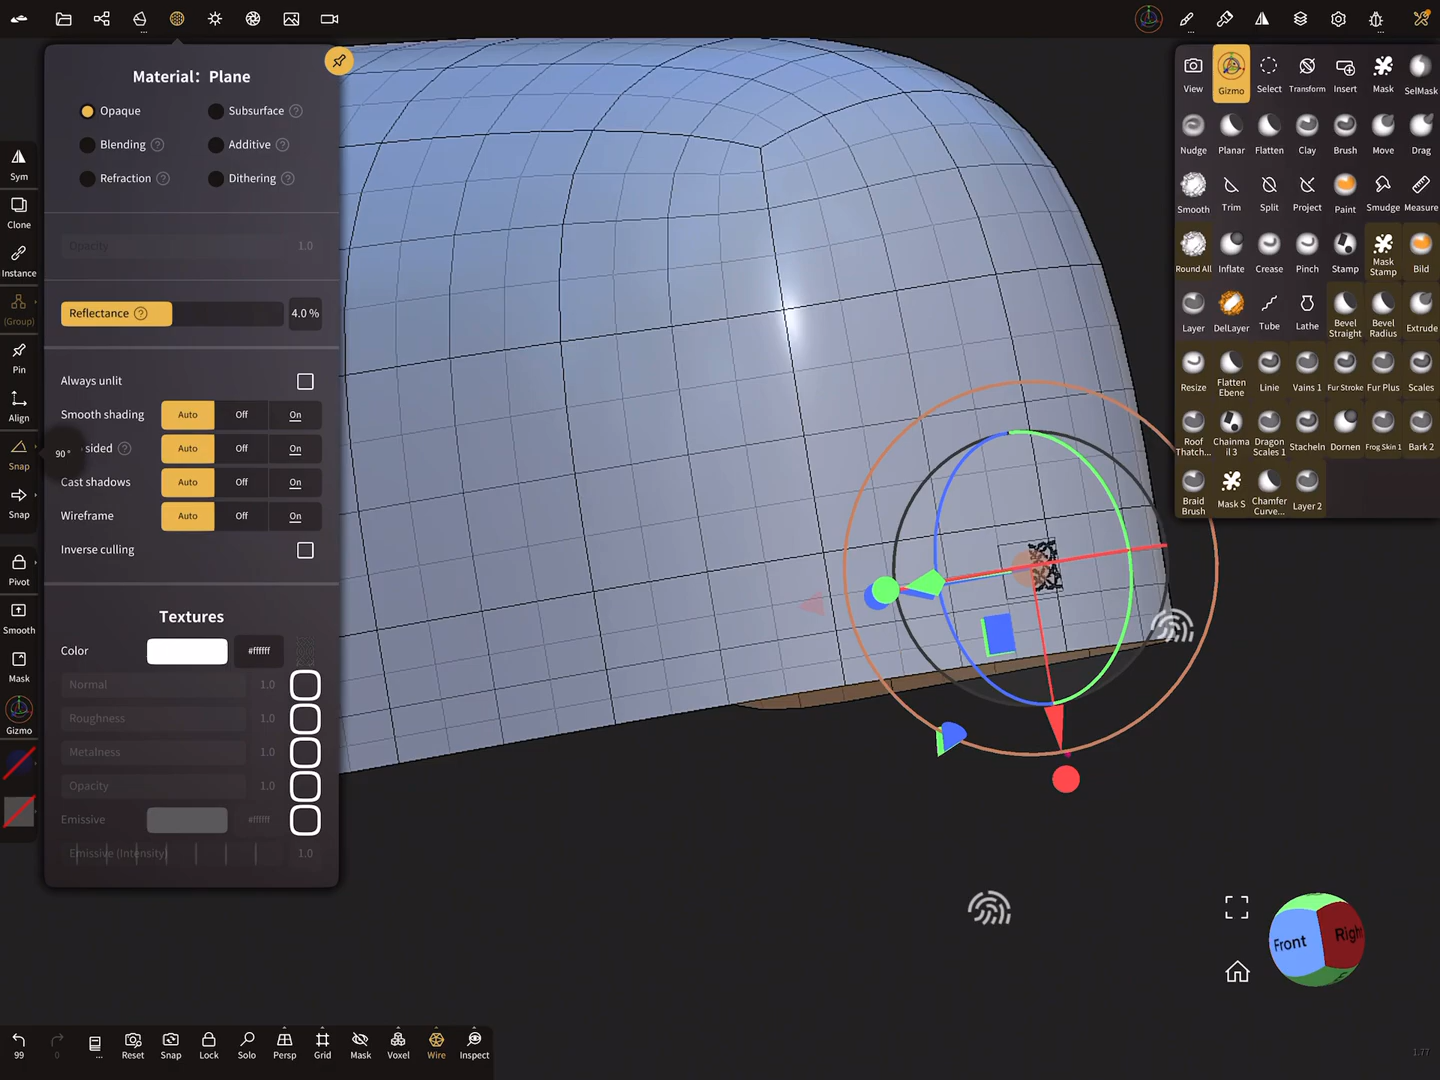 Material: Plane
Opaque
Subsurface ?
Blending ?
Additive ?
Refraction ?
Dithering ?
Opacity 1.0
Reflectance ? 4.0 %
Always unlit
Smooth shading Auto Off On
sided ? Auto Off On
Cast shadows Auto Off On
Wireframe Auto Off On
Inverse culling
Textures
Color #ffffff
Normal 1.0
Roughness 1.0
Metalness 1.0
Opacity 1.0
Emissive #ffffff
Emissive (Intensity) 1.0
Sym
Clone
Instance
(Group)
Pin
Align
Snap
90 °
Snap
Pivot
Smooth
Mask
Gizmo
View Gizmo Select Transform Insert Mask SelMask
Nudge Planar Flatten Clay Brush Move Drag
Smooth Trim Split Project Paint Smudge Measure
Round All Inflate Crease Pinch Stamp Mask Stamp Bild
Layer DelLayer Tube Lathe Bevel Straight Bevel Radius Extrude
Resize Flatten Ebene Linie Vains 1 Fur Stroke Fur Plus Scales
Roof Thatch... Chainma il 3 Dragon Scales 1 Stacheln Dornen Frog Skin 1 Bark 2
Braid Brush Mask S Chamfer Curve... Layer 2
Front Right
99 0 ... Reset Snap Lock Solo Persp Grid Mask Voxel Wire Inspect
1.77